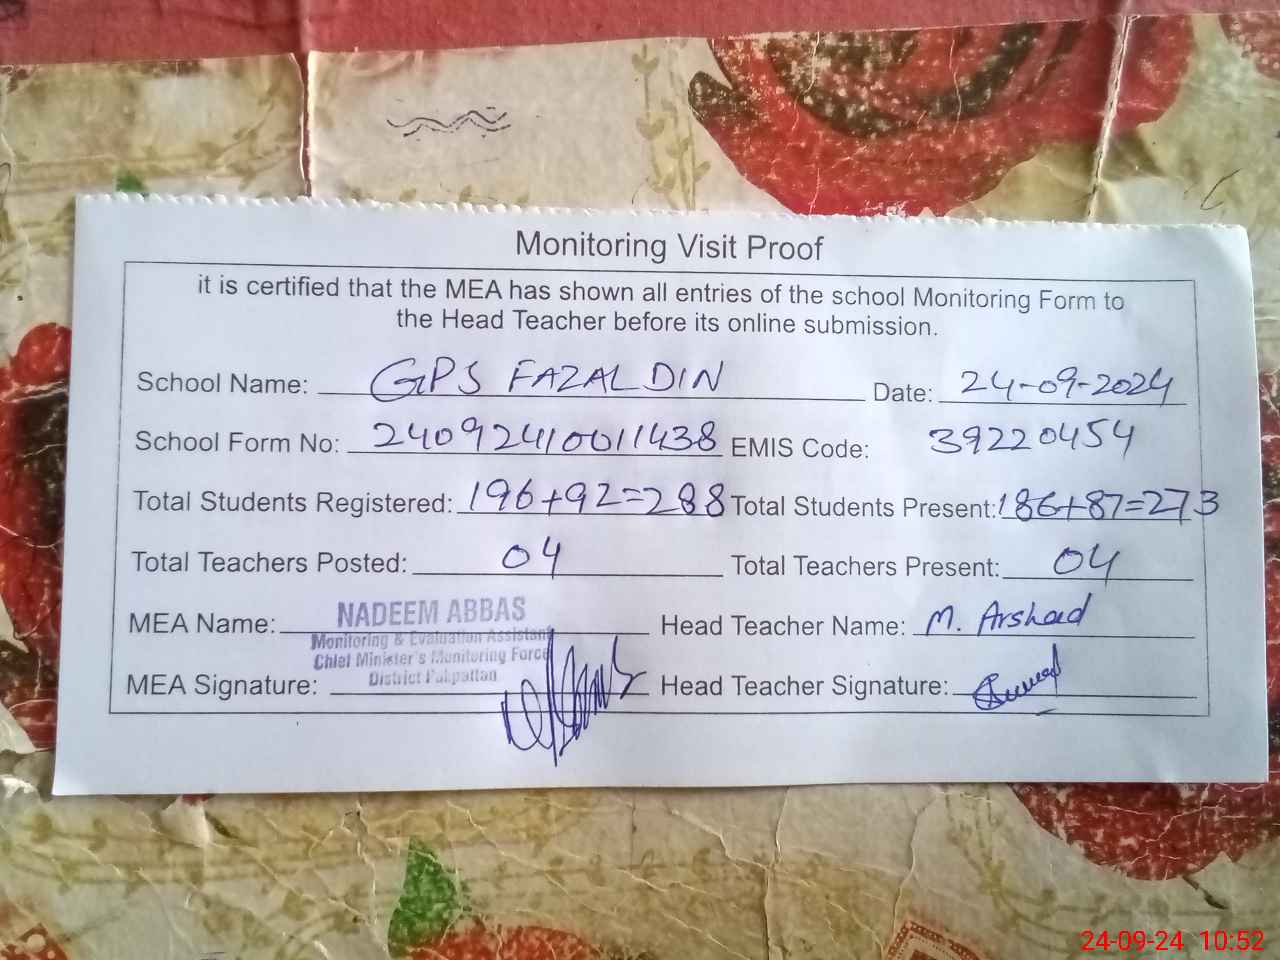 Monitoring Visit Proof
it is certified that the MEA has shown all entries of the school Monitoring Form to
the Head Teacher before its online submission.
School Name: GPS FAZAL DIN Date: 24-09-2024
School Form No: 24092410011438 EMIS Code: 39220454
Total Students Registered: 196+92=288 Total Students Present: 186+87=273
Total Teachers Posted: 04 Total Teachers Present: 04
MEA Name: NADEEM ABBAS Head Teacher Name: M. Arshad
Monitoring & Evaluation Assistant
Chief Minister's Monitoring Force
District Pakpattan
MEA Signature: Head Teacher Signature:
24-09-24 10:52